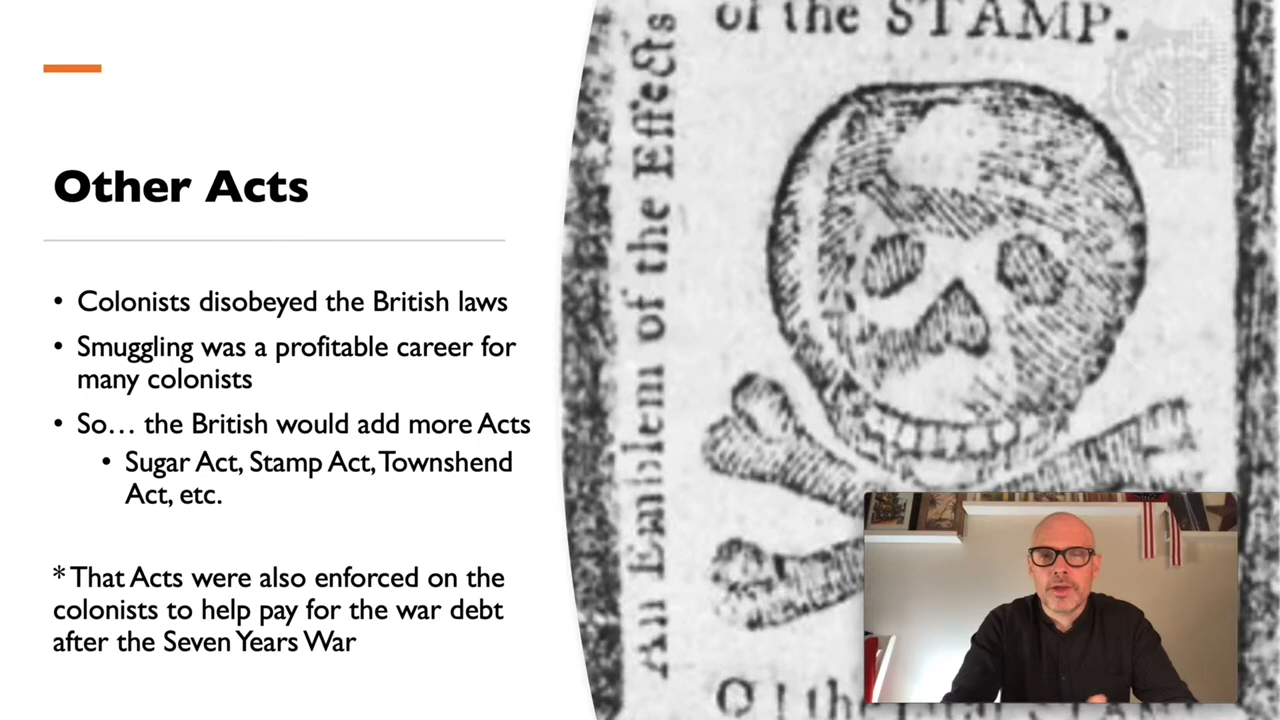 Other Acts
• Colonists disobeyed the British laws
• Smuggling was a profitable career for
many colonists
• So… the British would add more Acts
• Sugar Act, Stamp Act, Townshend
Act, etc.
* That Acts were also enforced on the
colonists to help pay for the war debt
after the Seven Years War
of the STAMP.
An Emblem of the Effects
O! the